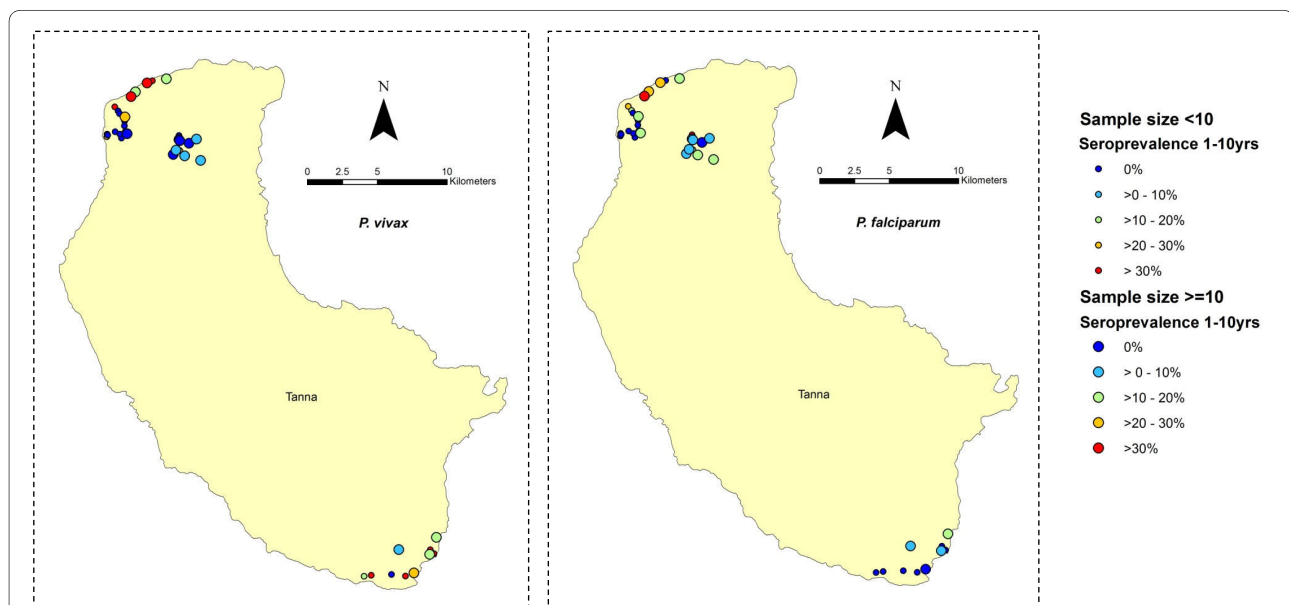 N
2.5 5 10
0 Kilometers
P. vivax
Tanna
N
2.5 5 10
0 Kilometers
P. falciparum
Tanna
Sample size <10
Seroprevalence 1-10yrs
0%
>0 - 10%
>10 - 20%
>20 - 30%
> 30%
Sample size >=10
Seroprevalence 1-10yrs
0%
> 0 - 10%
>10 - 20%
>20 - 30%
>30%